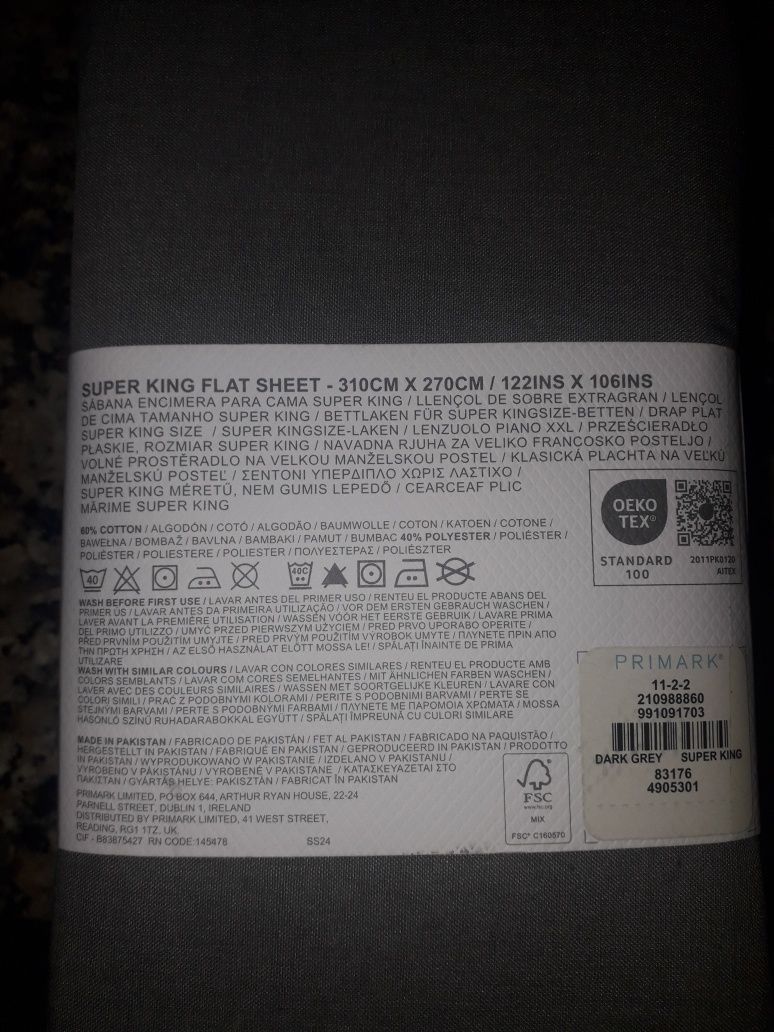 SUPER KING FLAT SHEET - 310CM X 270CM / 122INS X 106INS
SÁBANA ENCIMERA PARA CAMA SUPER KING / LLENÇOL DE SOBRE EXTRAGRAN / LENÇOL
DE CIMA TAMANHO SUPER KING / BETTLAKEN FÜR SUPER KINGSIZE-BETTEN / DRAP PLAT
SUPER KING SIZE / SUPER KINGSIZE-LAKEN / LENZUOLO PIANO XXL / PRZEŚCIERADŁO
PŁASKIE, ROZMIAR SUPER KING / NAVADNA RJUHA ZA VELIKO FRANCOSKO POSTELJO /
VOLNÉ PROSTĚRADLO NA VELKOU MANŽELSKOU POSTEL / KLASICKÁ PLACHTA NA VEĽKÚ
MANŽELSKÚ POSTEĽ / ΣΕΝΤΟΝΙ ΥΠΕΡΔΙΠΛΟ ΧΩΡΙΣ ΛΑΣΤΙΧΟ /
SUPER KING MÉRETŰ, NEM GUMIS LEPEDŐ / CEARCEAF PLIC
MĂRIME SUPER KING
60% COTTON / ALGODÓN / COTÓ / ALGODÃO / BAUMWOLLE / COTON / KATOEN / COTONE /
BAWEŁNA / BOMBAŽ / BAVLNA / ΒΑΜΒΑΚΙ / PAMUT / BUMBAC 40% POLYESTER / POLIÉSTER /
POLIÈSTER / POLIESTERE / POLIESTER / ΠΟΛΥΕΣΤΕΡΑΣ / POLIÉSZTER
40 40C
WASH BEFORE FIRST USE / LAVAR ANTES DEL PRIMER USO / RENTEU EL PRODUCTE ABANS DEL
PRIMER ÚS / LAVAR ANTES DA PRIMEIRA UTILIZAÇÃO / VOR DEM ERSTEN GEBRAUCH WASCHEN /
LAVER AVANT LA PREMIÈRE UTILISATION / WASSEN VÓÓR HET EERSTE GEBRUIK / LAVARE PRIMA
DEL PRIMO UTILIZZO / UMYĆ PRZED PIERWSZYM UŻYCIEM / PRED PRVO UPORABO OPERITE /
PŘED PRVNÍM POUŽITÍM UMYJTE / PRED PRVÝM POUŽITÍM VÝROBOK UMYTE / ΠΛΥΝΕΤΕ ΠΡΙΝ ΑΠΟ
ΤΗΝ ΠΡΩΤΗ ΧΡΗΣΗ / AZ ELSŐ HASZNÁLAT ELŐTT MOSSA LE! / SPĂLAȚI ÎNAINTE DE PRIMA
UTILIZARE
WASH WITH SIMILAR COLOURS / LAVAR CON COLORES SIMILARES / RENTEU EL PRODUCTE AMB
COLORS SEMBLANTS / LAVAR COM CORES SEMELHANTES / MIT ÄHNLICHEN FARBEN WASCHEN /
LAVER AVEC DES COULEURS SIMILAIRES / WASSEN MET SOORTGELIJKE KLEUREN / LAVARE CON
COLORI SIMILI / PRAĆ Z PODOBNYMI KOLORAMI / PERITE S PODOBNIMI BARVAMI / PERTE SE
STEJNÝMI BARVAMI / PERTE S PODOBNÝMI FARBAMI / ΠΛΥΝΕΤΕ ΜΕ ΠΑΡΟΜΟΙΑ ΧΡΩΜΑΤΑ / MOSSA
HASONLÓ SZÍNŰ RUHADARABOKKAL EGYÜTT / SPĂLAȚI ÎMPREUNĂ CU CULORI SIMILARE
MADE IN PAKISTAN / FABRICADO DE PAKISTÁN / FET AL PAKISTAN / FABRICADO NA PAQUISTÃO /
HERGESTELLT IN PAKISTAN / FABRIQUÉ EN PAKISTAN / GEPRODUCEERD IN PAKISTAN / PRODOTTO
IN PAKISTAN / WYPRODUKOWANO W PAKISTANIE / IZDELANO V PAKISTANU /
VYROBENO V PÁKISTÁNU / VYROBENÉ V PAKISTANE / ΚΑΤΑΣΚΕΥΑΖΕΤΑΙ ΣΤΟ
ΠΑΚΙΣΤΑΝ / GYÁRTÁS HELYE: PAKISZTÁN / FABRICAT ÎN PAKISTAN
PRIMARK LIMITED, PO BOX 644, ARTHUR RYAN HOUSE, 22-24
PARNELL STREET, DUBLIN 1, IRELAND
DISTRIBUTED BY PRIMARK LIMITED, 41 WEST STREET,
READING, RG1 1TZ, UK.
CIF - B83875427 RN CODE:145478 SS24
OEKO
TEX®
STANDARD
100
2011PK0120
AITEX
FSC
www.fsc.org
MIX
FSC® C160570
PRIMARK®
11-2-2
210988860
991091703
DARK GREY SUPER KING
83176
4905301